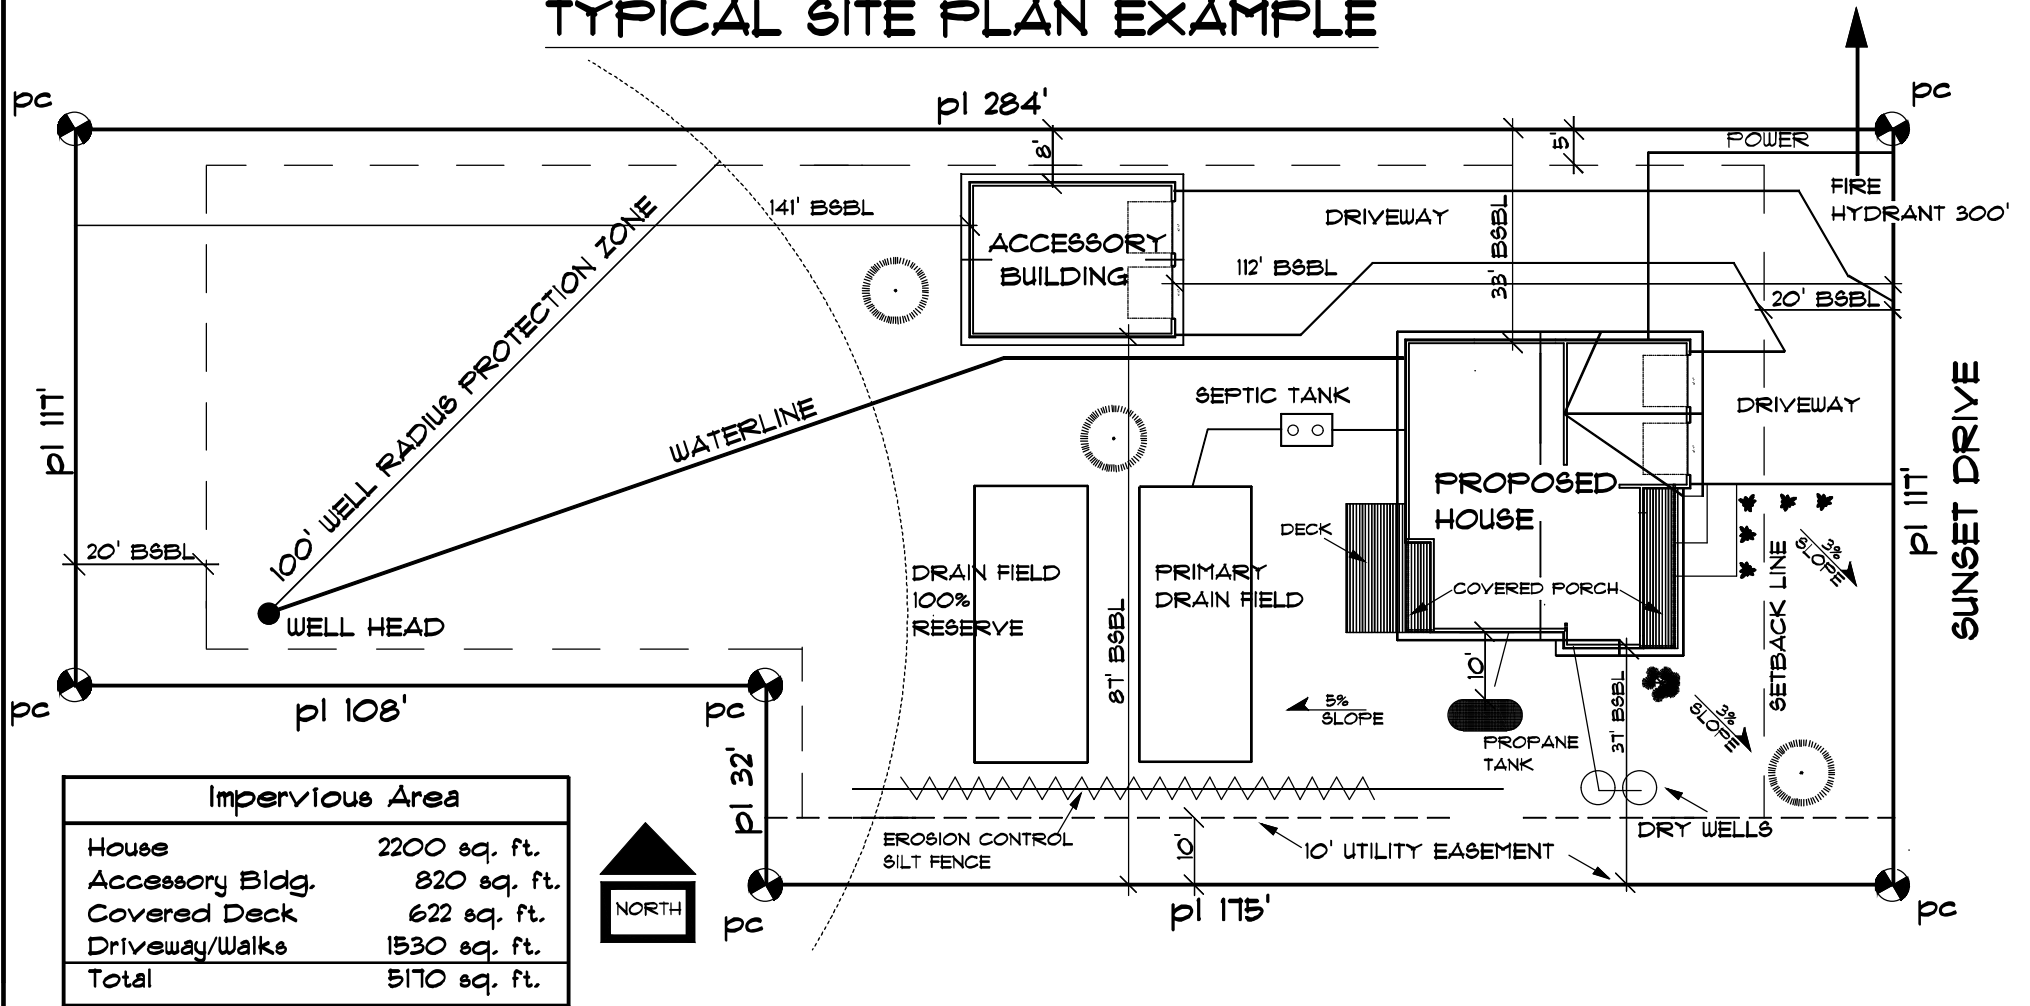 TYPICAL SITE PLAN EXAMPLE
pc
pl 284'
pc
POWER
8'
5'
FIRE
HYDRANT 300'
141' BSBL
DRIVEWAY
33' BSBL
ACCESSORY
BUILDING
112' BSBL
20' BSBL
100' WELL RADIUS PROTECTION ZONE
WATERLINE
SEPTIC TANK
DRIVEWAY
pl 117'
SUNSET DRIVE
pl 117'
PROPOSED
HOUSE
DECK
20' BSBL
3%
SLOPE
DRAIN FIELD
100%
RESERVE
PRIMARY
DRAIN FIELD
COVERED PORCH
SETBACK LINE
WELL HEAD
87' BSBL
10'
37' BSBL
5%
SLOPE
3%
SLOPE
pc
pl 108'
pc
PROPANE
TANK
pl 32'
DRY WELLS
EROSION CONTROL
SILT FENCE
10'
10' UTILITY EASEMENT
pc
pl 175'
pc
Impervious Area
House 2200 sq. ft.
Accessory Bldg. 820 sq. ft.
Covered Deck 622 sq. ft.
Driveway/Walks 1530 sq. ft.
Total 5170 sq. ft.
NORTH